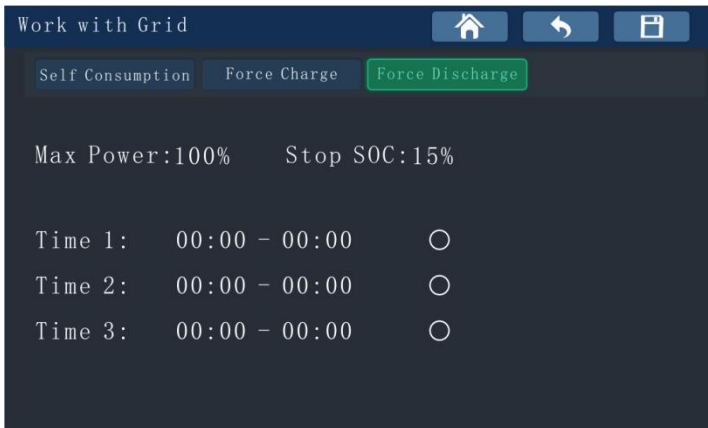 Work with Grid
Self Consumption Force Charge Force Discharge
Max Power:100% Stop SOC:15%
Time 1: 00:00 - 00:00
Time 2: 00:00 - 00:00
Time 3: 00:00 - 00:00